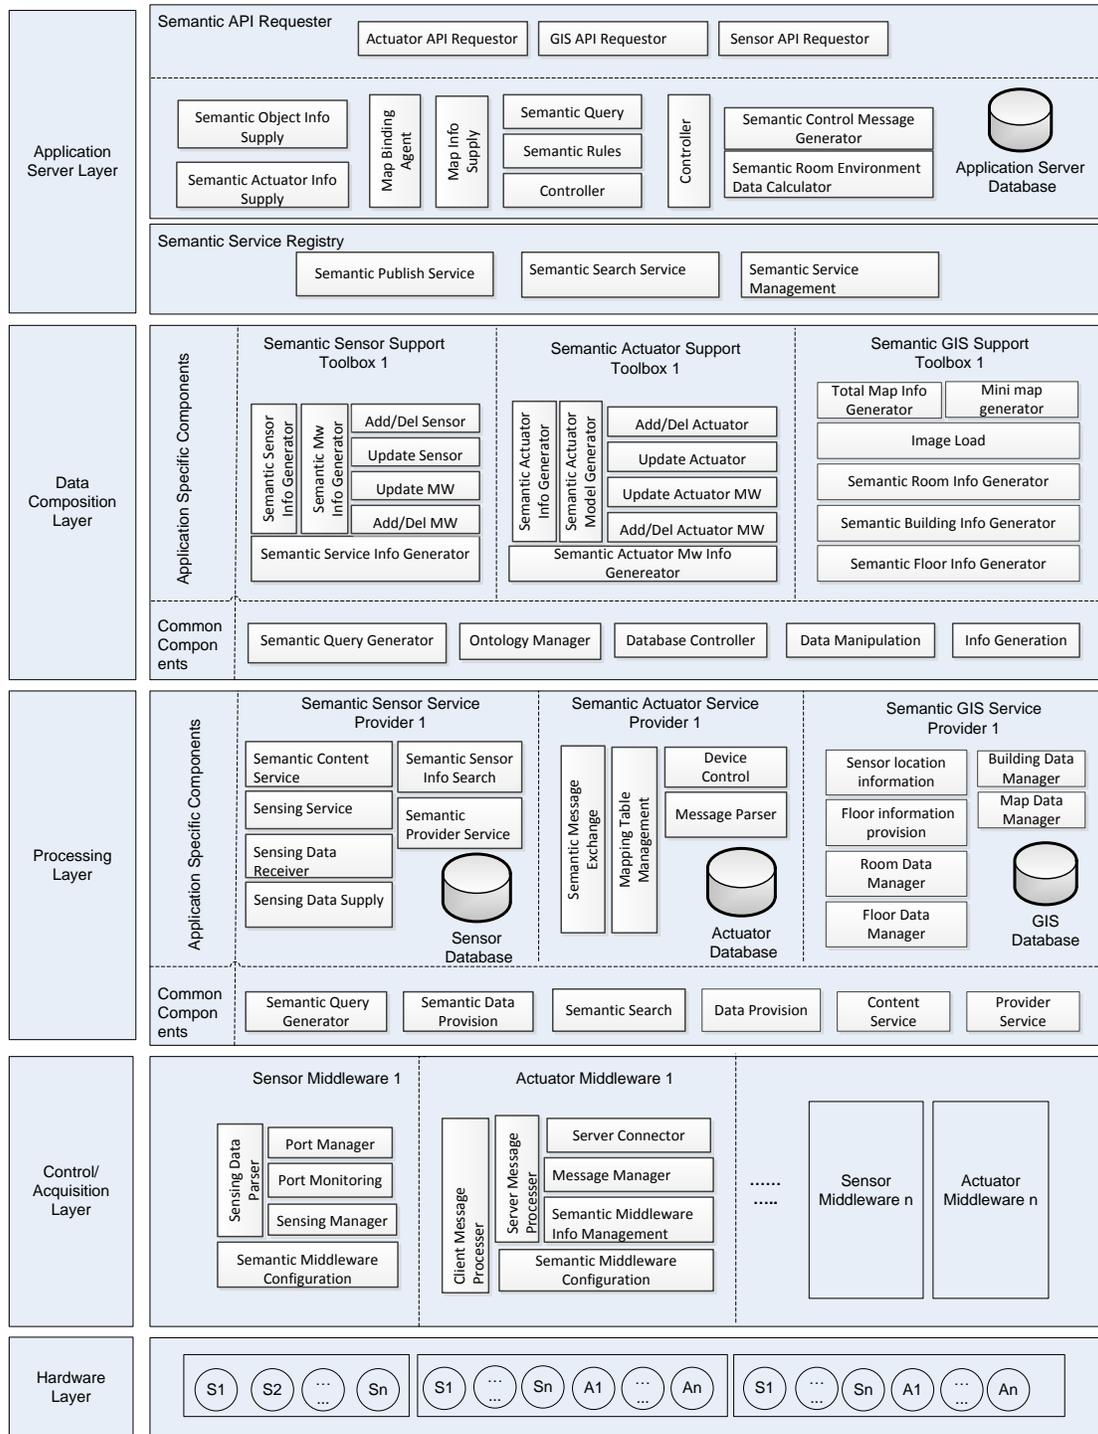 Application
Server Layer
Semantic API Requester
Actuator API Requestor
GIS API Requestor
Sensor API Requestor
Semantic Object Info
Supply
Semantic Actuator Info
Supply
Map Binding
Agent
Map Info
Supply
Semantic Query
Semantic Rules
Controller
Controller
Semantic Control Message
Generator
Semantic Room Environment
Data Calculator
Application Server
Database
Semantic Service Registry
Semantic Publish Service
Semantic Search Service
Semantic Service
Management
Data
Composition
Layer
Application Specific Components
Semantic Sensor Support
Toolbox 1
Semantic Sensor
Info Generator
Semantic Mw
Info Generator
Add/Del Sensor
Update Sensor
Update MW
Add/Del MW
Semantic Service Info Generator
Semantic Actuator Support
Toolbox 1
Semantic Actuator
Info Generator
Semantic Actuator
Model Generator
Add/Del Actuator
Update Actuator
Update Actuator MW
Add/Del Actuator MW
Semantic Actuator Mw Info
Genereator
Semantic GIS Support
Toolbox 1
Total Map Info
Generator
Mini map
generator
Image Load
Semantic Room Info Generator
Semantic Building Info Generator
Semantic Floor Info Generator
Common
Compon
ents
Semantic Query Generator
Ontology Manager
Database Controller
Data Manipulation
Info Generation
Processing
Layer
Application Specific Components
Semantic Sensor Service
Provider 1
Semantic Content
Service
Sensing Service
Sensing Data
Receiver
Sensing Data Supply
Semantic Sensor
Info Search
Semantic
Provider Service
Sensor
Database
Semantic Actuator Service
Provider 1
Semantic Message
Exchange
Mapping Table
Management
Device
Control
Message Parser
Actuator
Database
Semantic GIS Service
Provider 1
Sensor location
information
Floor information
provision
Room Data
Manager
Floor Data
Manager
Building Data
Manager
Map Data
Manager
GIS
Database
Common
Compon
ents
Semantic Query
Generator
Semantic Data
Provision
Semantic Search
Data Provision
Content
Service
Provider
Service
Control/
Acquisition
Layer
Sensor Middleware 1
Sensing Data
Parser
Port Manager
Port Monitoring
Sensing Manager
Semantic Middleware
Configuration
Actuator Middleware 1
Client Message
Processer
Server Message
Processer
Server Connector
Message Manager
Semantic Middleware
Info Management
Semantic Middleware
Configuration
......
.....
Sensor
Middleware n
Actuator
Middleware n
Hardware
Layer
S1
S2
...
...
Sn
S1
...
...
Sn
A1
...
...
An
S1
...
...
Sn
A1
...
...
An